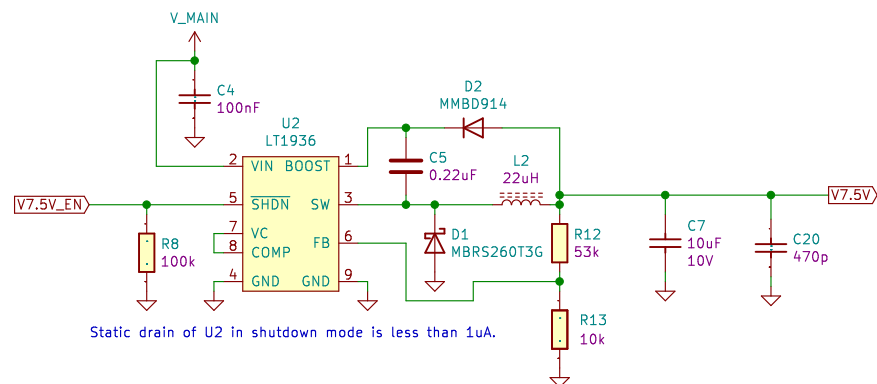 V_MAIN
C4
100nF
D2
MMBD914
U2
LT1936
2 VIN BOOST 1
C5
0.22uF
L2
22uH
V7.5V_EN
5 SHDN SW 3
V7.5V
7 VC
8 COMP
FB 6
4 GND GND 9
R8
100k
D1
MBRS260T3G
R12
53k
C7
10uF
10V
C20
470p
R13
10k
Static drain of U2 in shutdown mode is less than 1uA.